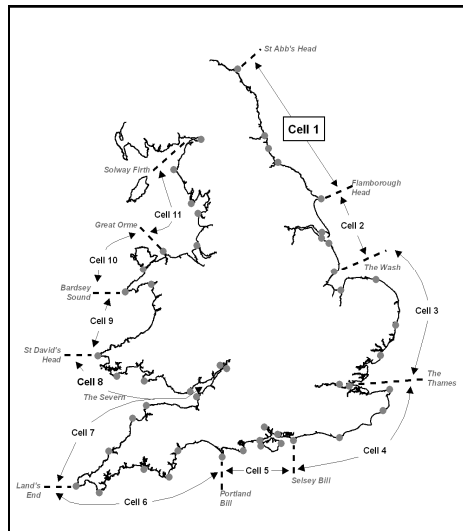 St Abb's Head
Cell 1
Solway Firth
Flamborough
Head
Cell 11
Great Orme
Cell 2
Cell 10
The Wash
Bardsey
Sound
Cell 9
Cell 3
St David's
Head
Cell 8
The
Thames
The Severn
Cell 7
Cell 4
Land's
End
Cell 6
Cell 5
Selsey Bill
Portland
Bill